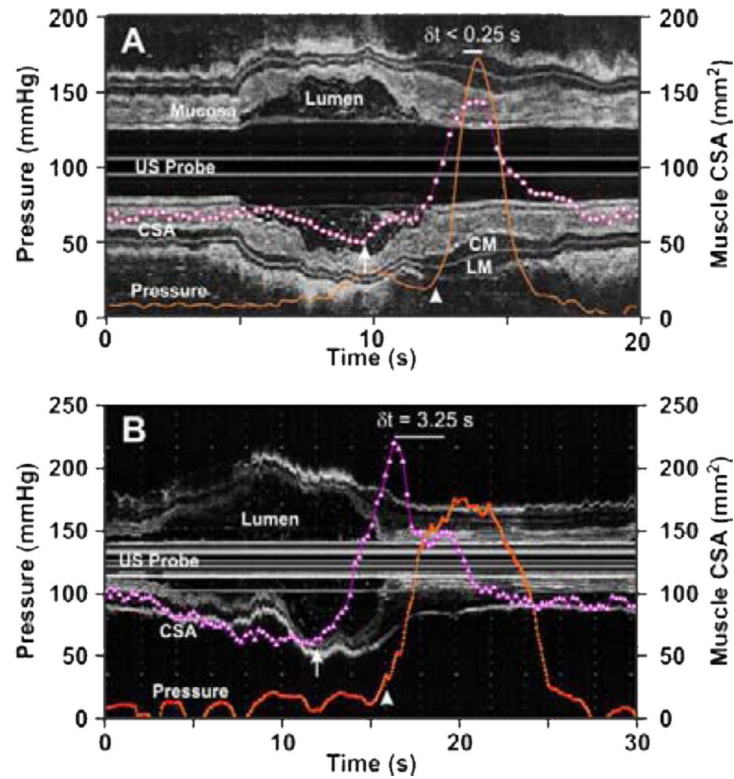 A
δt < 0.25 s
200
150
100
50
0
Pressure (mmHg)
Mucosa
Lumen
US Probe
CSA
CM
LM
Pressure
200
150
100
50
0
Muscle CSA (mm²)
0
10
20
Time (s)
B
δt = 3.25 s
250
200
150
100
50
0
Pressure (mmHg)
Lumen
US Probe
CSA
Pressure
250
200
150
100
50
0
Muscle CSA (mm²)
0
10
20
30
Time (s)